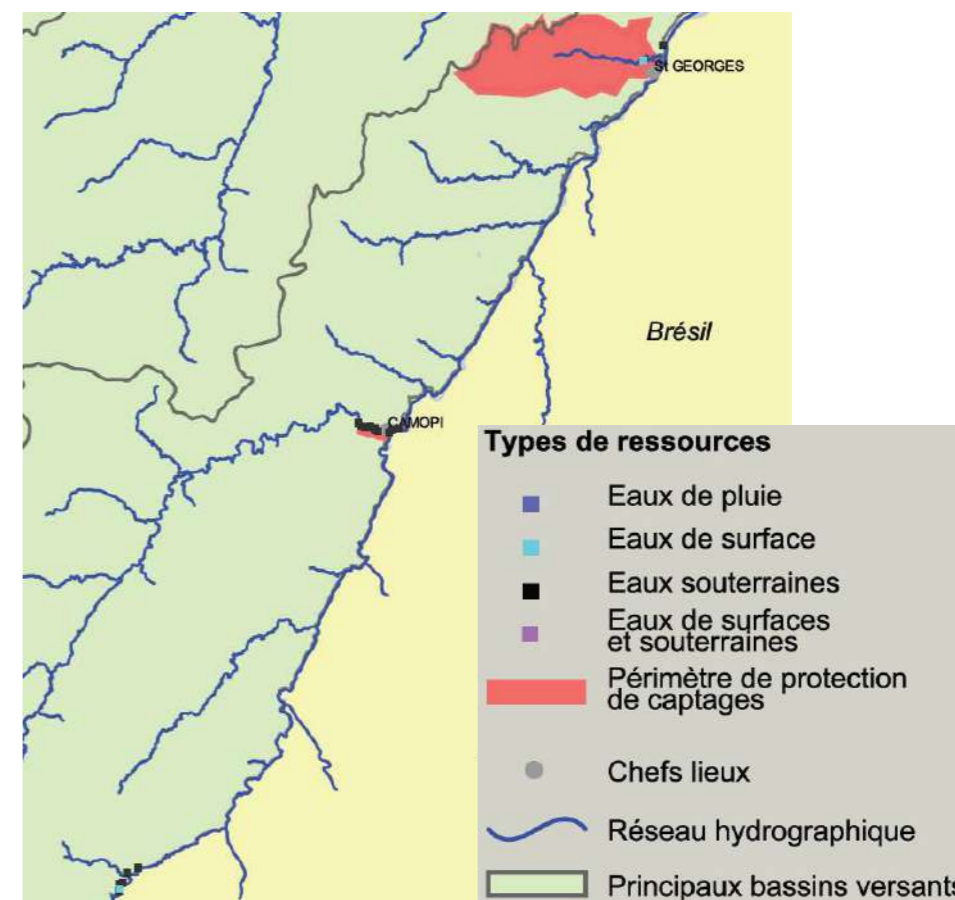 St GEORGES
Brésil
CAMOPI
Types de ressources
Eaux de pluie
Eaux de surface
Eaux souterraines
Eaux de surfaces
et souterraines
Périmètre de protection
de captages
Chefs lieux
Réseau hydrographique
Principaux bassins versants